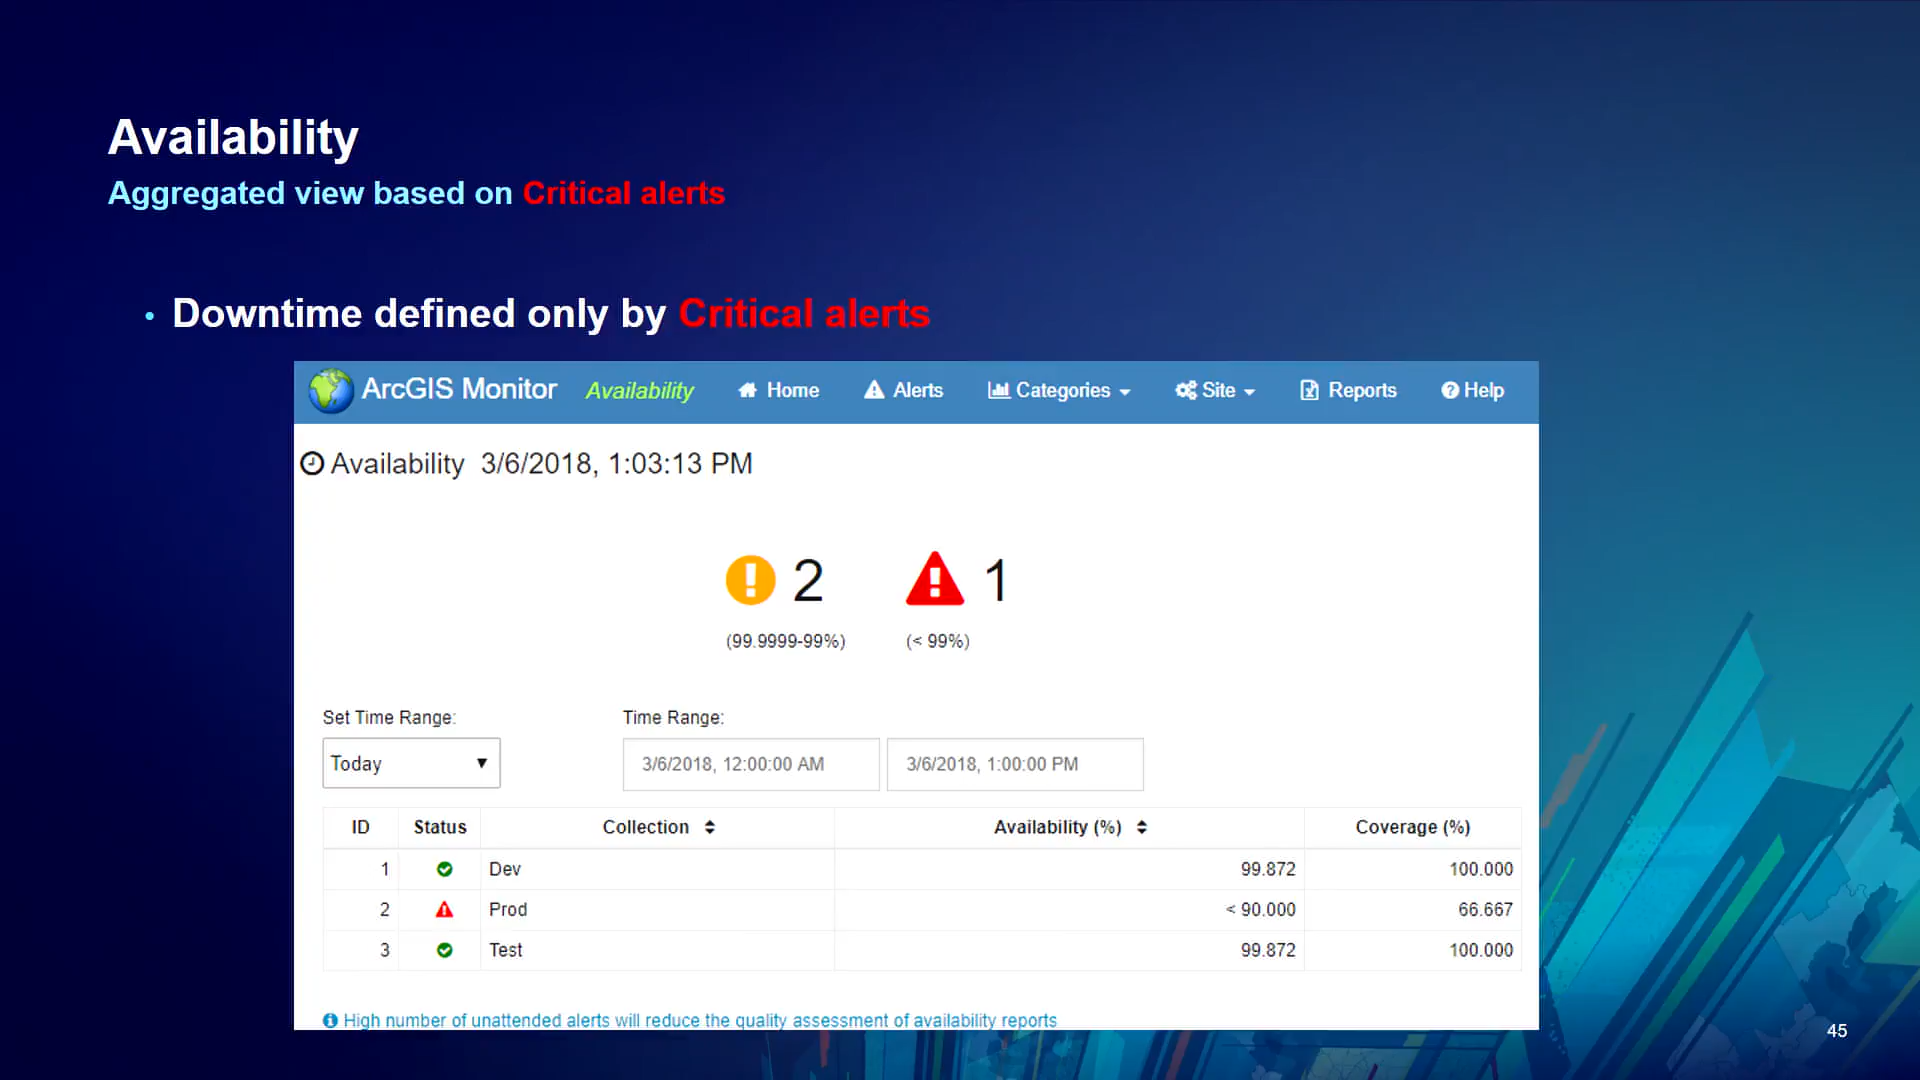 Availability
Aggregated view based on Critical alerts
• Downtime defined only by Critical alerts
ArcGIS Monitor Availability Home Alerts Categories Site Reports Help
Availability 3/6/2018, 1:03:13 PM
2 1
(99.9999-99%) (< 99%)
Set Time Range: Time Range:
Today 3/6/2018, 12:00:00 AM 3/6/2018, 1:00:00 PM
ID Status Collection Availability (%) Coverage (%)
1 Dev 99.872 100.000
2 Prod < 90.000 66.667
3 Test 99.872 100.000
High number of unattended alerts will reduce the quality assessment of availability reports
45